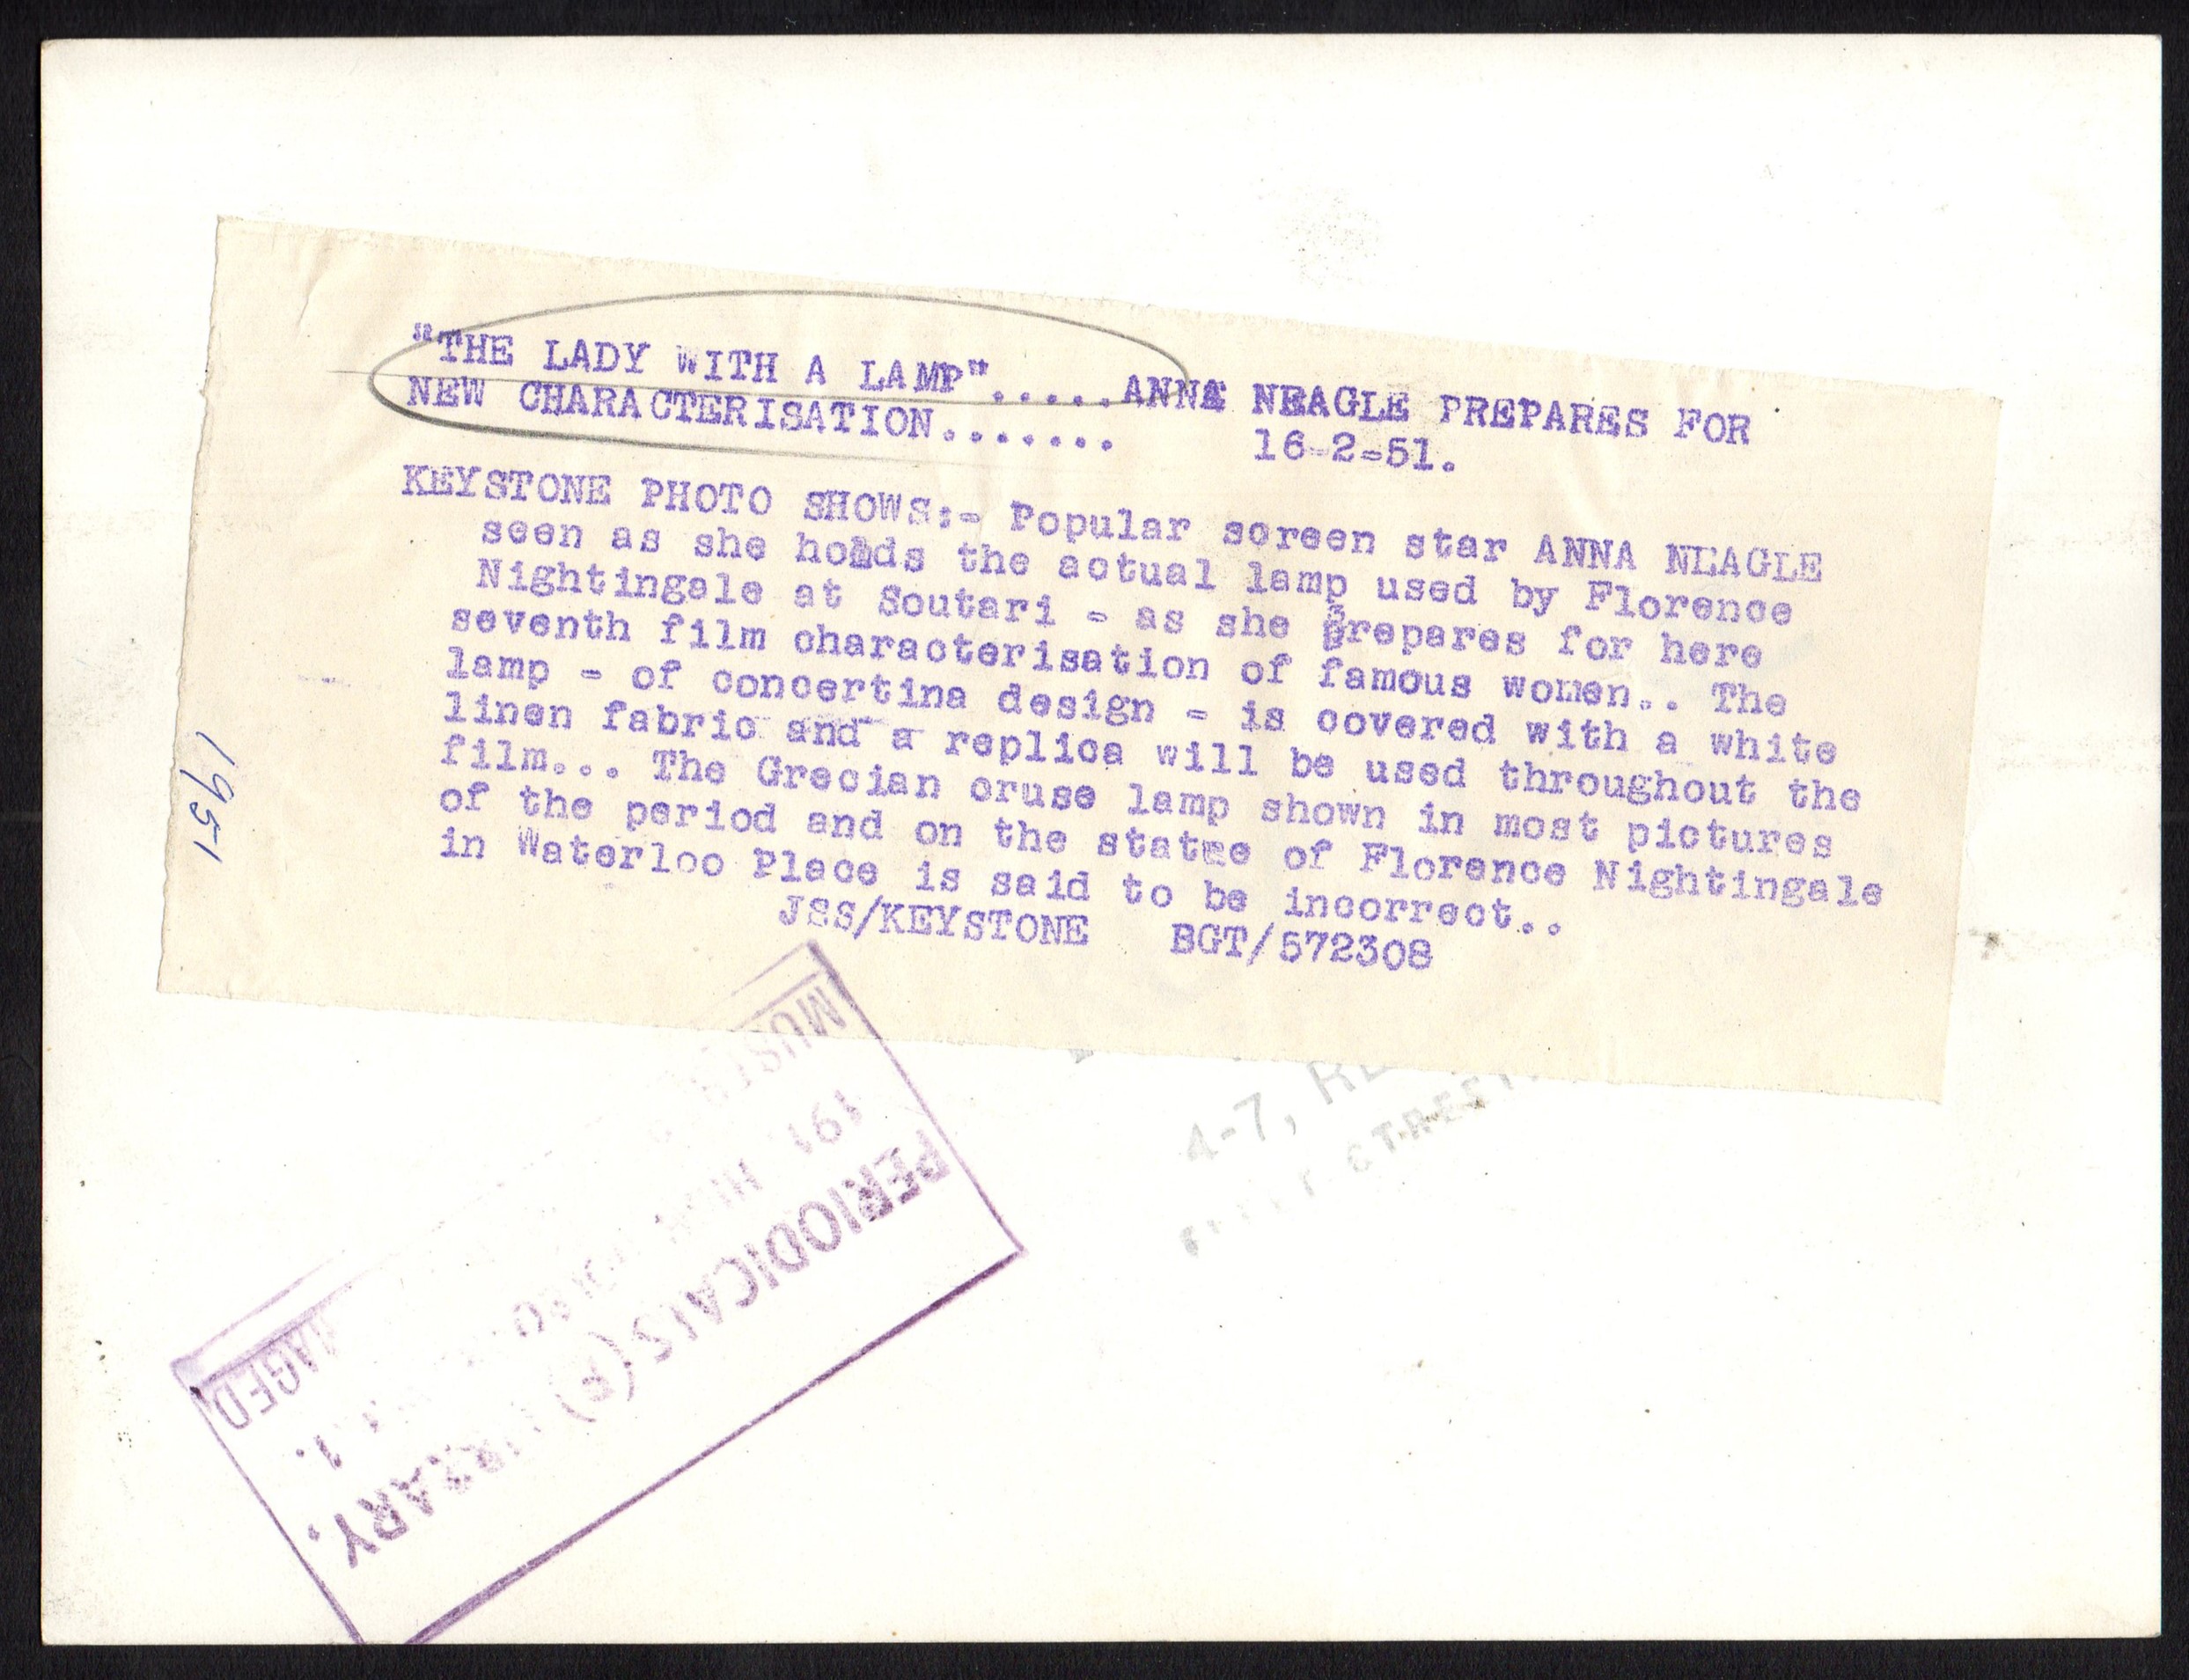 "THE LADY WITH A LAMP".....ANNA NEAGLE PREPARES FOR
NEW CHARACTERISATION....... 16-2-51.
KEYSTONE PHOTO SHOWS:- Popular screen star ANNA NEAGLE
seen as she holds the actual lamp used by Florence
Nightingale at Scutari - as she prepares for here
seventh film characterisation of famous women.. The
lamp - of concertina design - is covered with a white
linen fabric and a replica will be used throughout the
film... The Grecian cruse lamp shown in most pictures
of the period and on the statue of Florence Nightingale
in Waterloo Place is said to be incorrect..
JSS/KEYSTONE BGT/572308
1951
4-7,
STREET
PERIODICALS (P) LIBRARY.
191 HIGH
1.